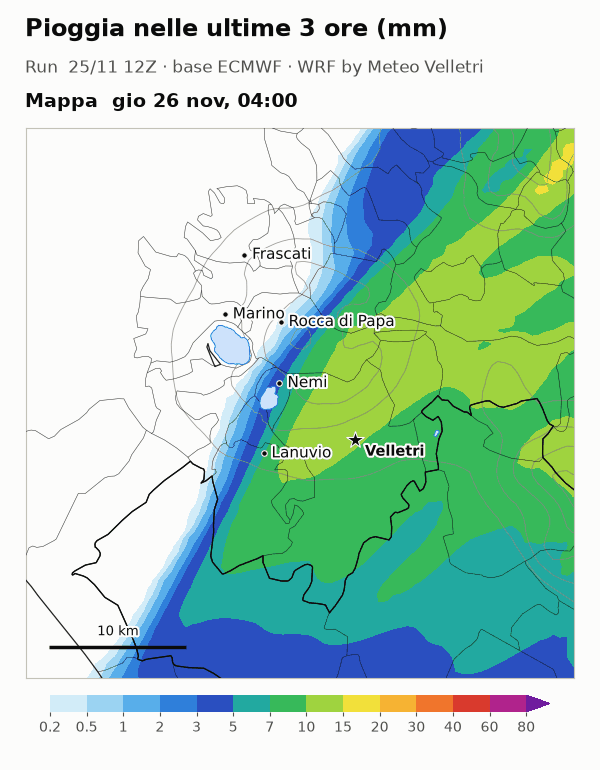 Pioggia nelle ultime 3 ore (mm)
Run  25/11 12Z · base ECMWF · WRF by Meteo Velletri
Mappa  gio 26 nov, 04:00
Frascati
Marino
Rocca di Papa
Nemi
Velletri
Lanuvio
10 km
0.2 0.5 1 2 3 5 7 10 15 20 30 40 60 80